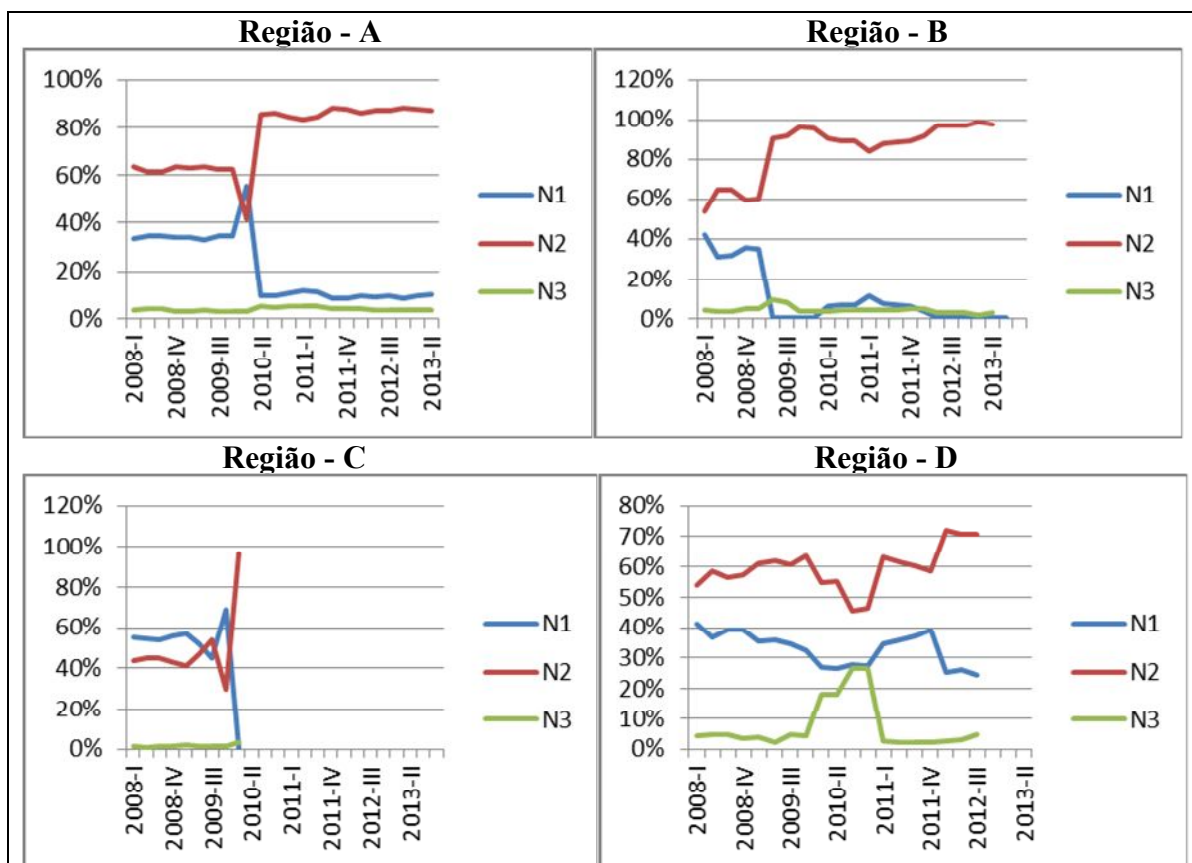 Região - A
100%
80%
60%
40%
20%
0%
2008-I
2008-IV
2009-III
2010-II
2011-I
2011-IV
2012-III
2013-II
N1
N2
N3
Região - B
120%
100%
80%
60%
40%
20%
0%
2008-I
2008-IV
2009-III
2010-II
2011-I
2011-IV
2012-III
2013-II
N1
N2
N3
Região - C
120%
100%
80%
60%
40%
20%
0%
2008-I
2008-IV
2009-III
2010-II
2011-I
2011-IV
2012-III
2013-II
N1
N2
N3
Região - D
80%
70%
60%
50%
40%
30%
20%
10%
0%
2008-I
2008-IV
2009-III
2010-II
2011-I
2011-IV
2012-III
2013-II
N1
N2
N3